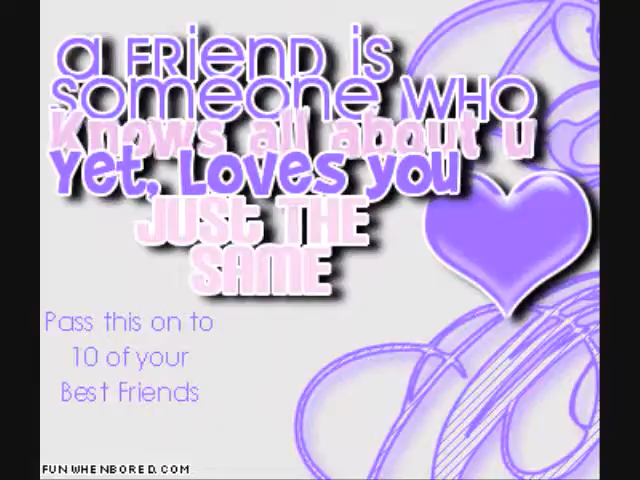 a FRienD is
someone WHO
Knows all about u
Yet, Loves you
JUSt THE
SAME
Pass this on to
10 of your
Best Friends
FUNWHENBORED.COM